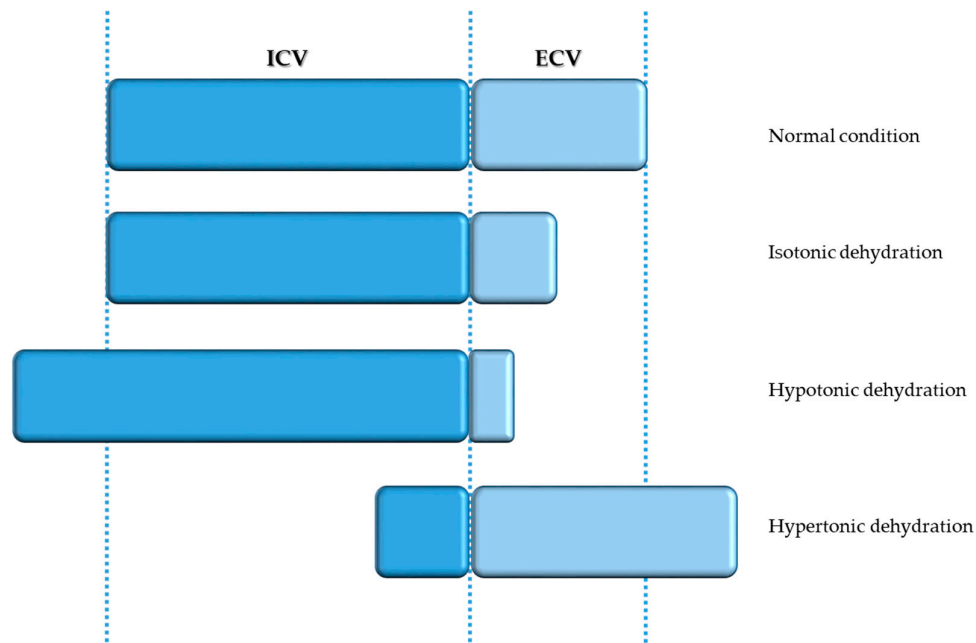 ICV
ECV
Normal condition
Isotonic dehydration
Hypotonic dehydration
Hypertonic dehydration